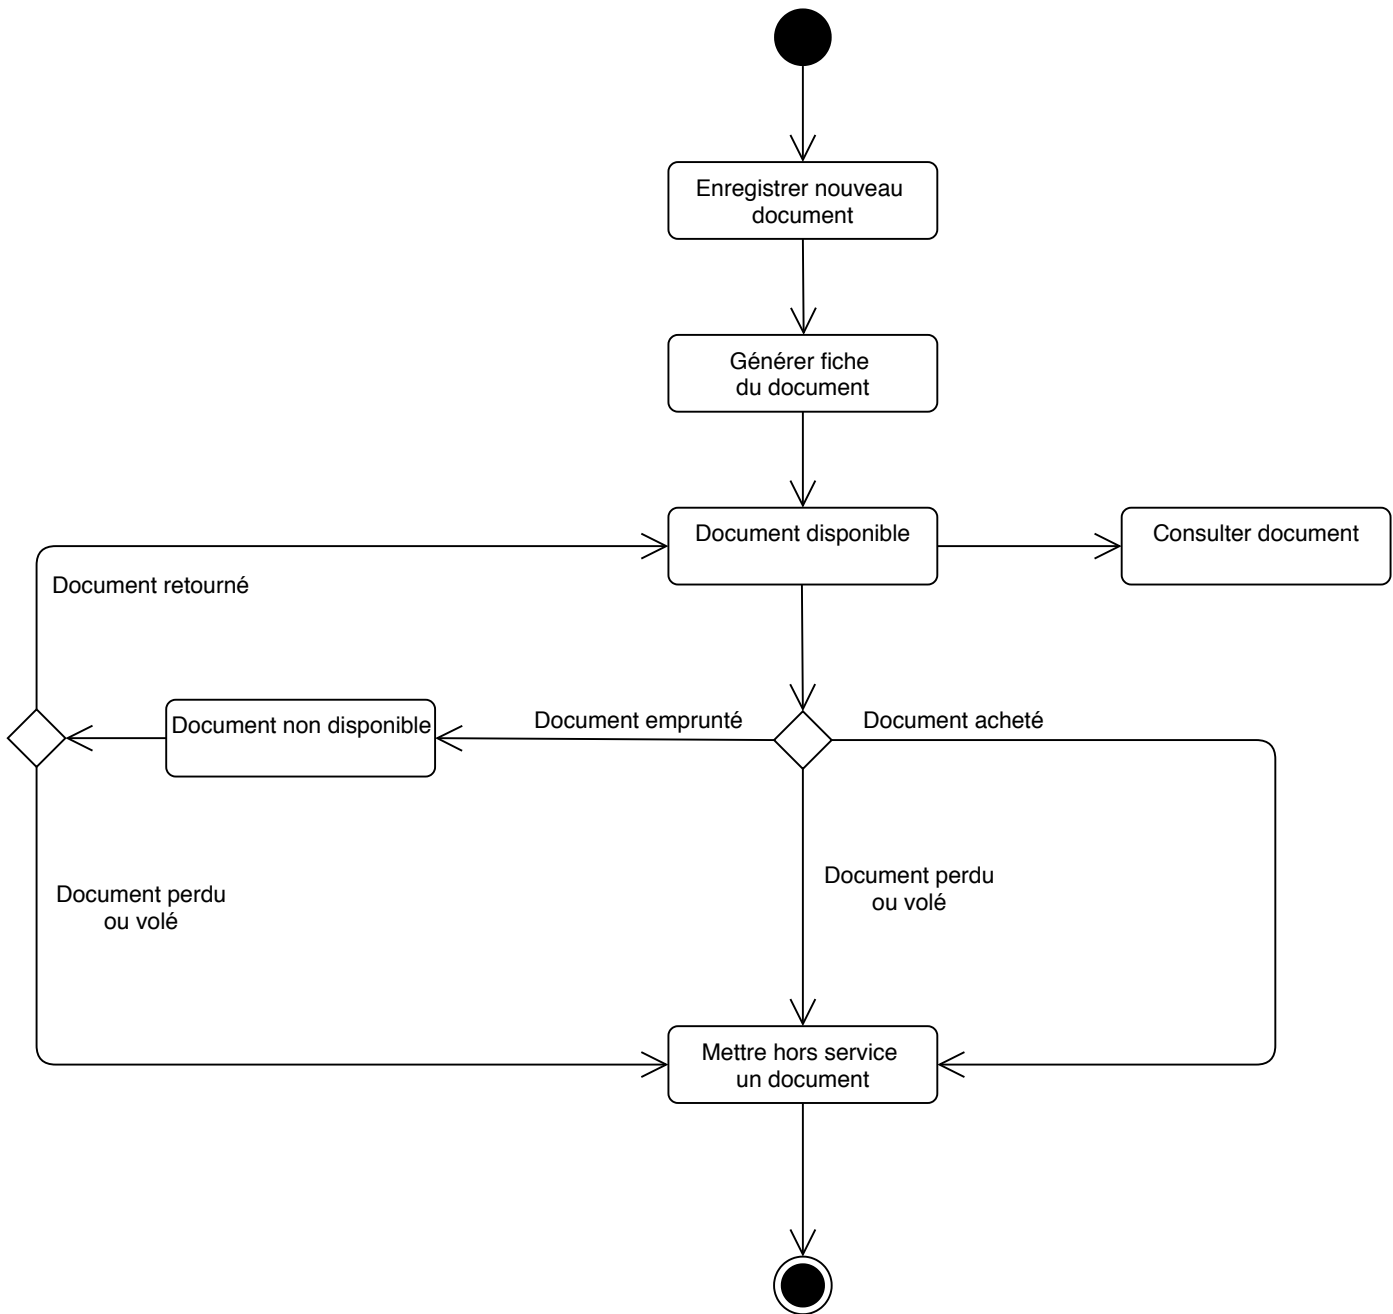 Enregistrer nouveau
document
Générer fiche
du document
Document disponible
Consulter document
Document retourné
Document non disponible
Document emprunté
Document acheté
Document perdu
ou volé
Document perdu
ou volé
Mettre hors service
un document